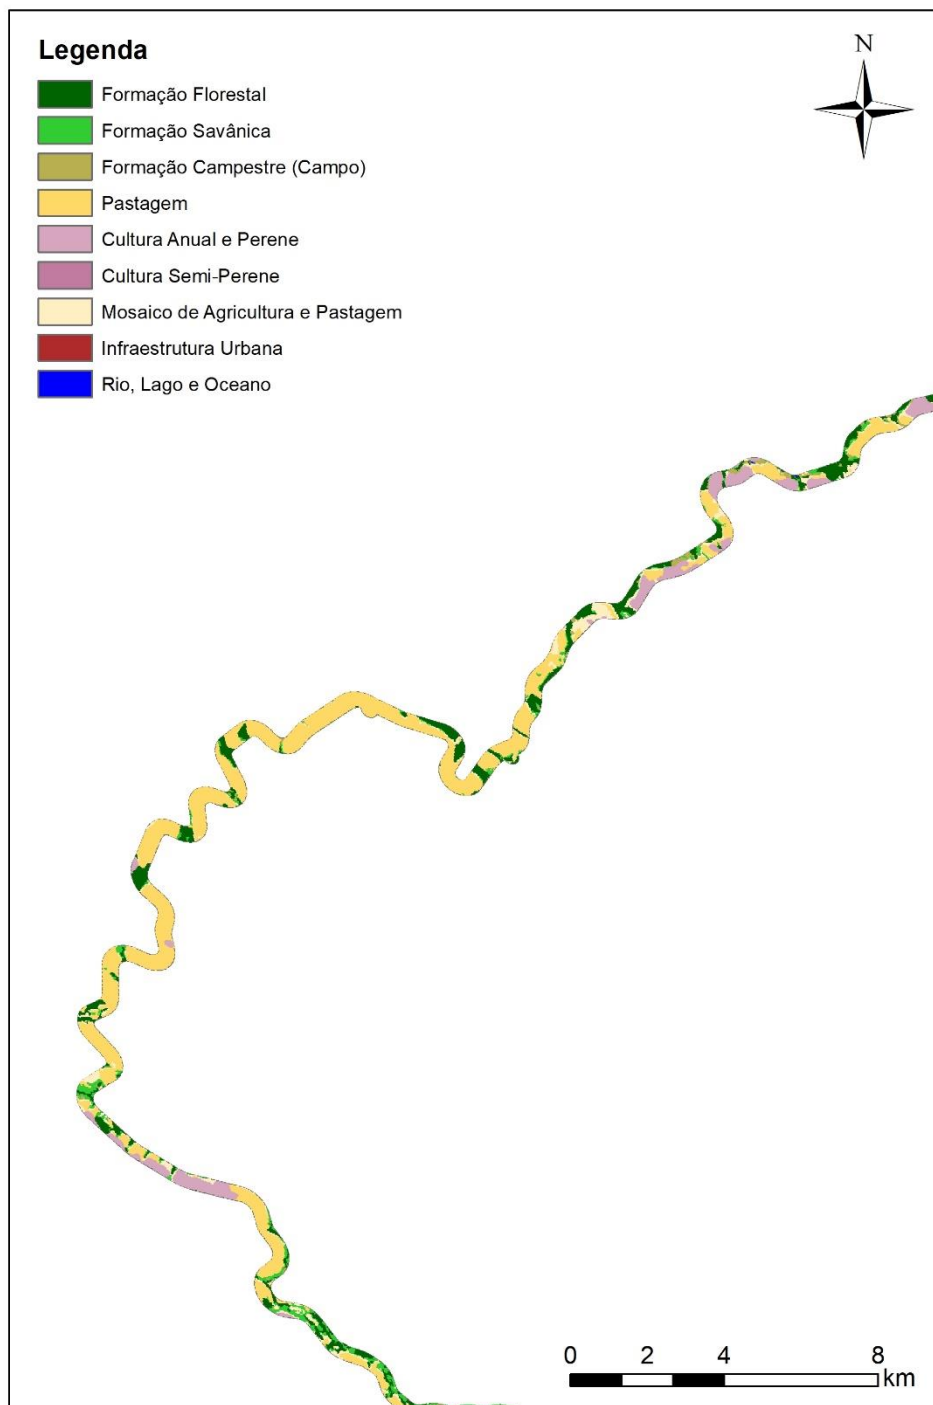 Legenda
N
Formação Florestal
Formação Savânica
Formação Campestre (Campo)
Pastagem
Cultura Anual e Perene
Cultura Semi-Perene
Mosaico de Agricultura e Pastagem
Infraestrutura Urbana
Rio, Lago e Oceano
0 2 4 8
km